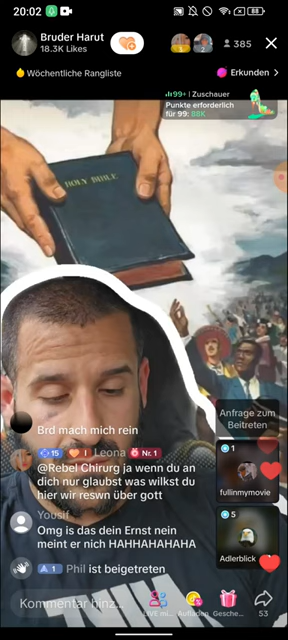 20:02
88
Bruder Harut
18.3K Likes
385
Wöchentliche Rangliste
Erkunden >
99+ | Zuschauer
Punkte erforderlich
für 99: 88K
HOLY BIBLE
Brd mach mich rein
15 1 Leona Nr. 1
@Rebel Chirurg ja wenn du an
dich nur glaubst was wilkst du
hier wir reswn über gott
Yousif
Omg is das dein Ernst nein
meint er nich HAHHAHAHAHA
1 Phil ist beigetreten
Anfrage zum
Beitreten
1
fullinmymovie
5
Adlerblick
Kommentar hinz...
LIVE mi...
Aufladen
Gesche...
53